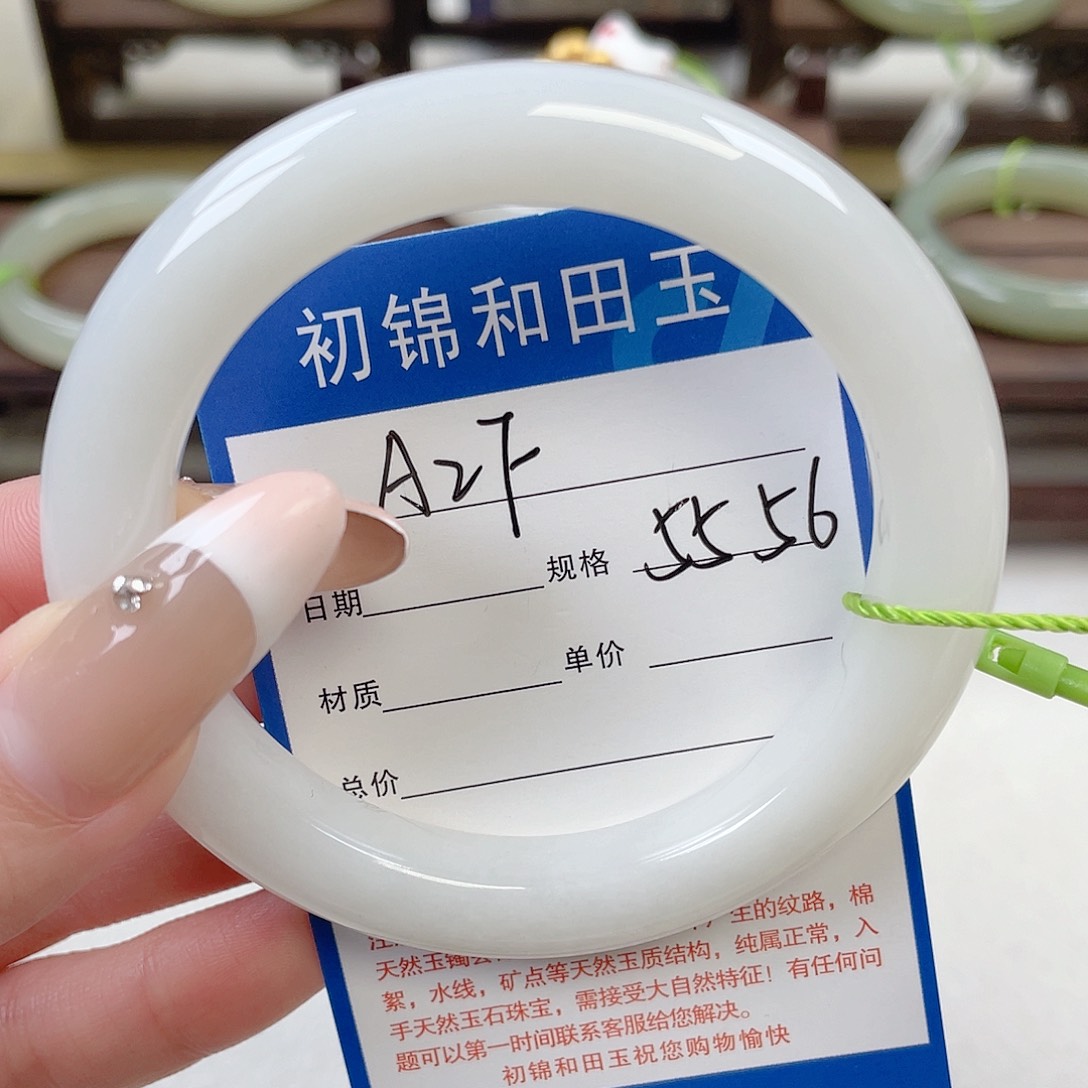 初锦和田玉
A27
规格 55 56
日期
单价
材质
总价
生的纹路，棉
天然玉镯
絮，水线，矿点等天然玉质结构，纯属正常，入
手天然玉石珠宝，需接受大自然特征！有任何问
题可以第一时间联系客服给您解决。
初锦和田玉祝您购物愉快